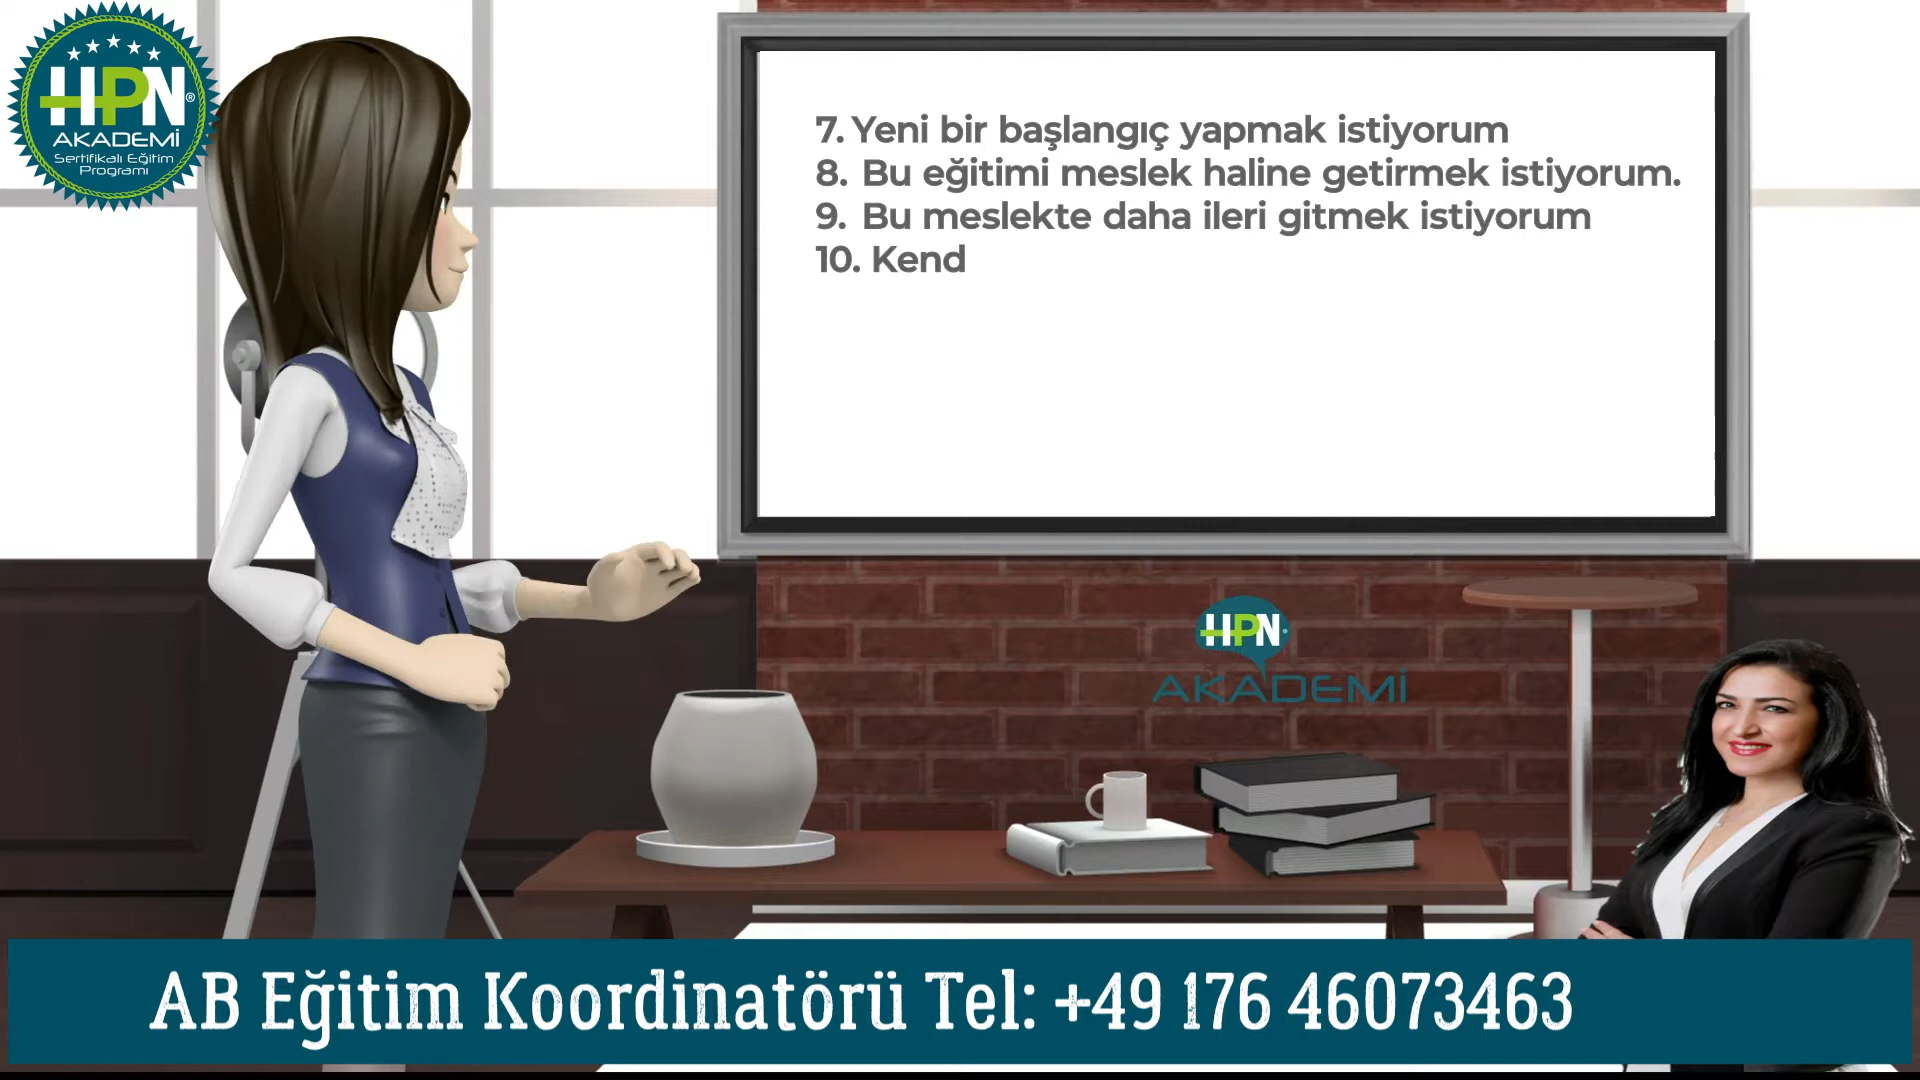 HPN®
AKADEMİ
Sertifikalı Eğitim
Programı
7. Yeni bir başlangıç yapmak istiyorum
8. Bu eğitimi meslek haline getirmek istiyorum.
9. Bu meslekte daha ileri gitmek istiyorum
10. Kend
HPN
AKADEMİ
AB Eğitim Koordinatörü Tel: +49 176 46073463